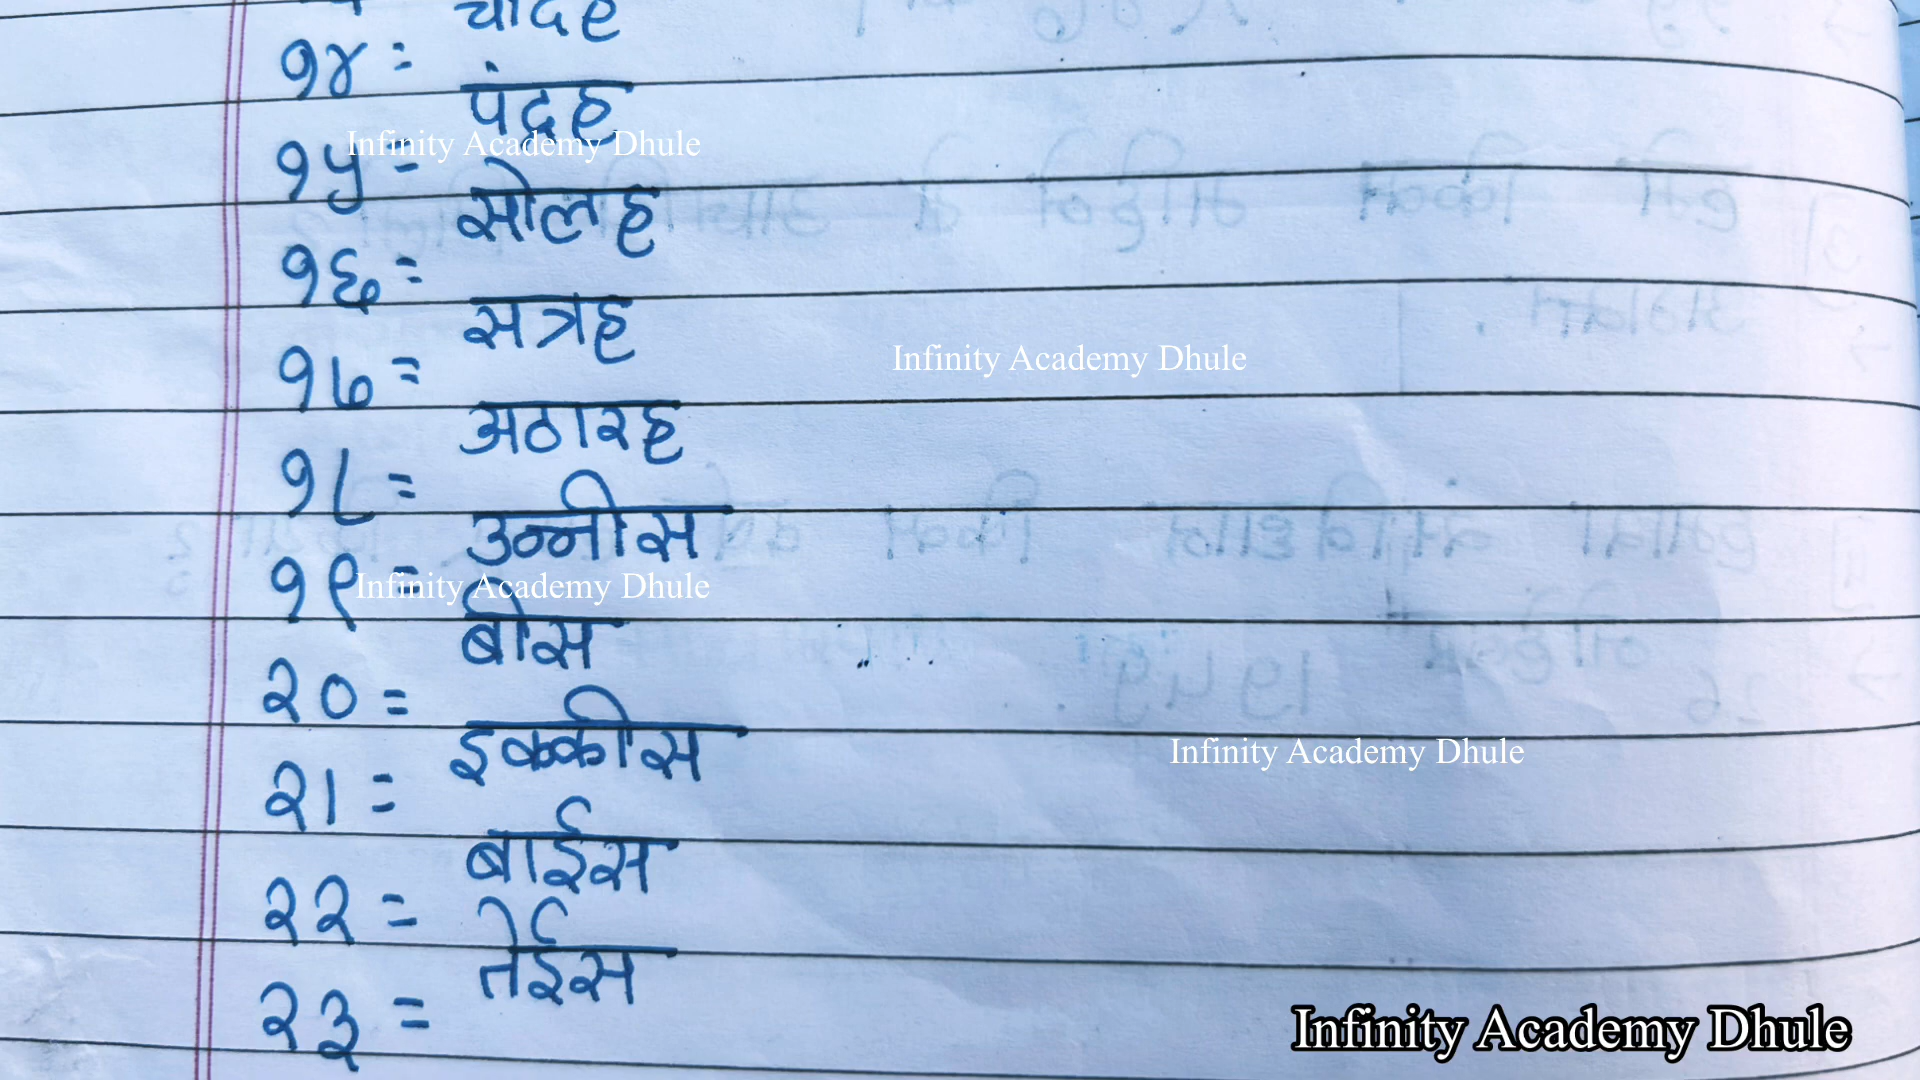 १४ = चौदह
१५ = पंद्रह
Infinity Academy Dhule
१६ = सोलह
१७ = सत्रह
Infinity Academy Dhule
१८ = अठारह
१९ = उन्नीस
Infinity Academy Dhule
२० = बीस
२१ = इक्कीस
Infinity Academy Dhule
२२ = बाईस
२३ = तेईस
Infinity Academy Dhule